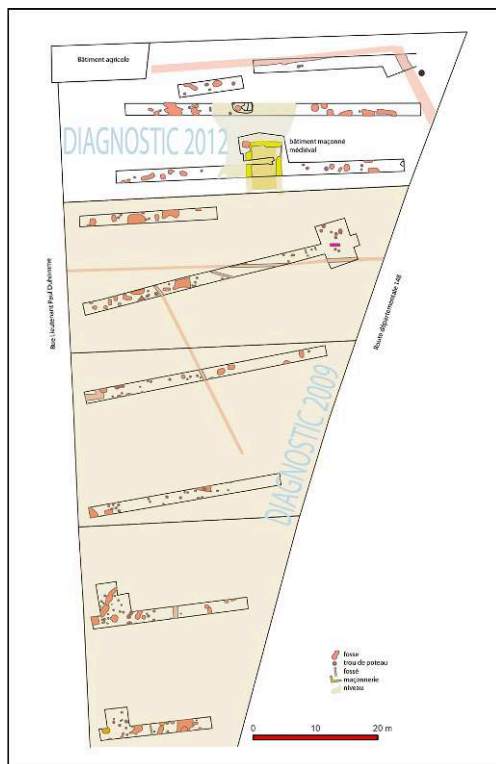 Bâtiment agricole
DIAGNOSTIC 2012
bâtiment maçonné
médiéval
Rue Lieutenant Paul Duhomme
Route départementale 148
DIAGNOSTIC 2009
fosse
trou de poteau
fossé
maçonnerie
niveau
0 10 20 m